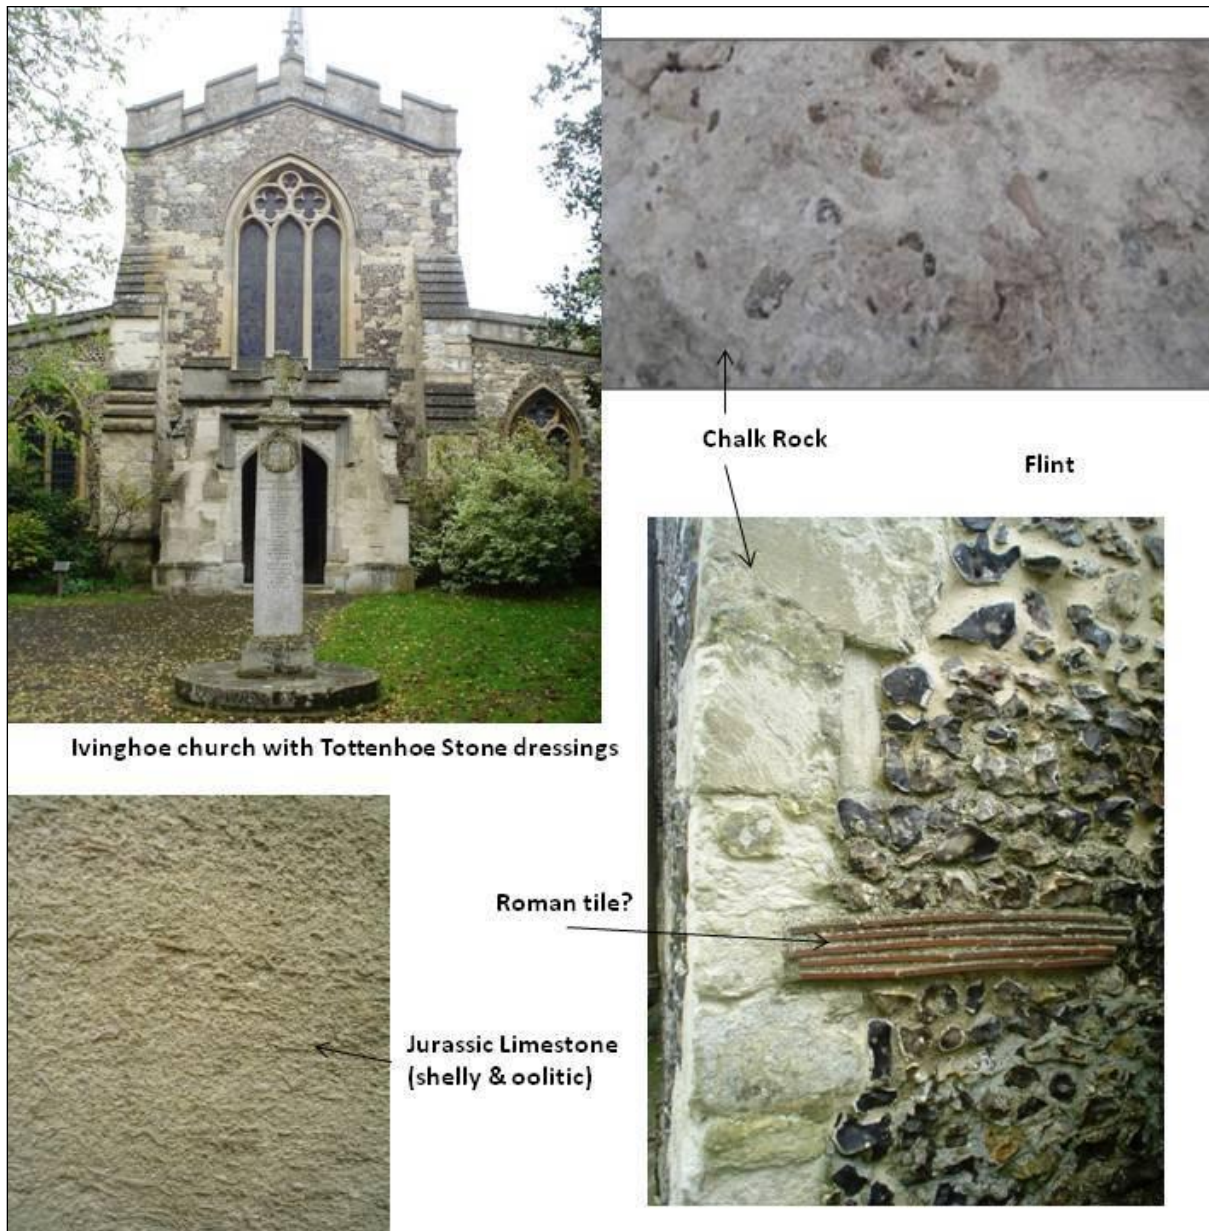 Chalk Rock
Flint
Ivinghoe church with Tottenhoe Stone dressings
Roman tile?
Jurassic Limestone
(shelly & oolitic)